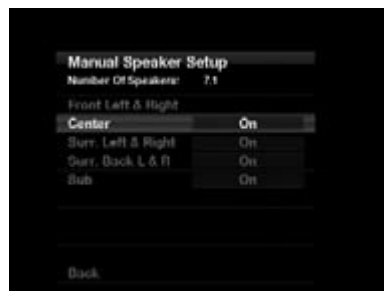 Manual Speaker Setup
Number Of Speakers: 7.1
Front Left & Right
Center On
Surr. Left & Right On
Surr. Back L & R On
Sub On
Back